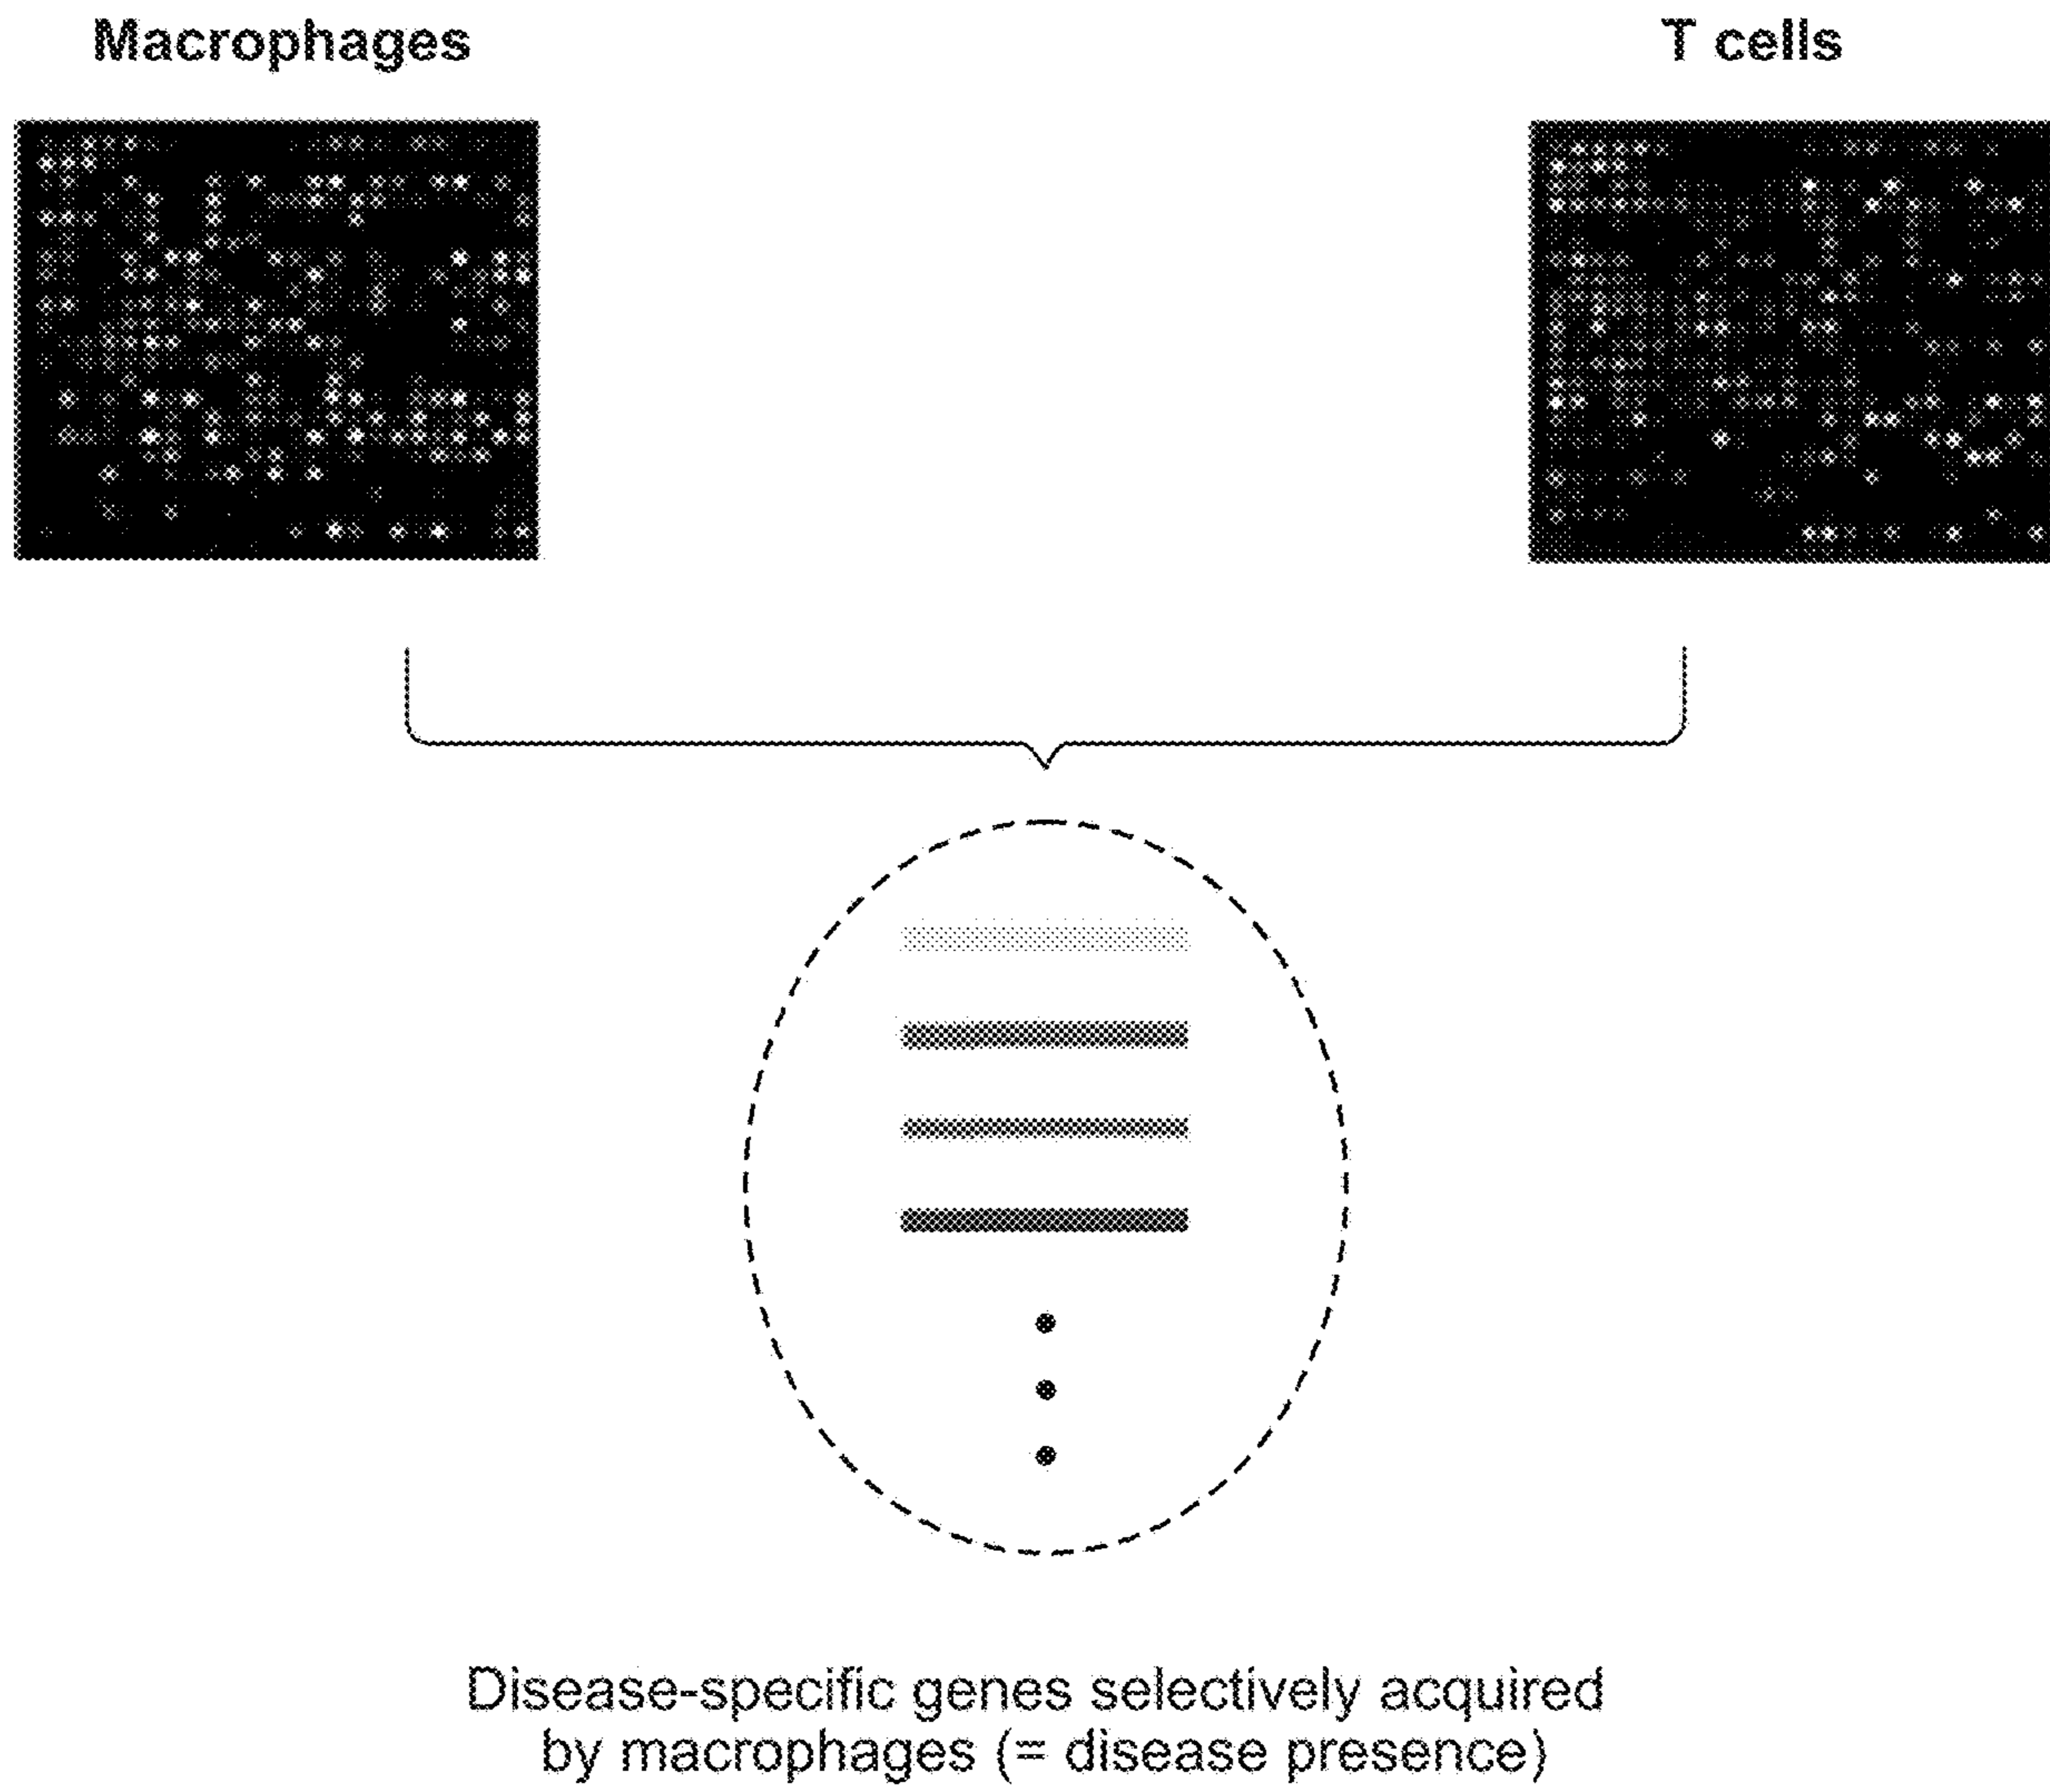 Macrophages
T cells
Disease-specific genes selectively acquired
by macrophages (= disease presence)